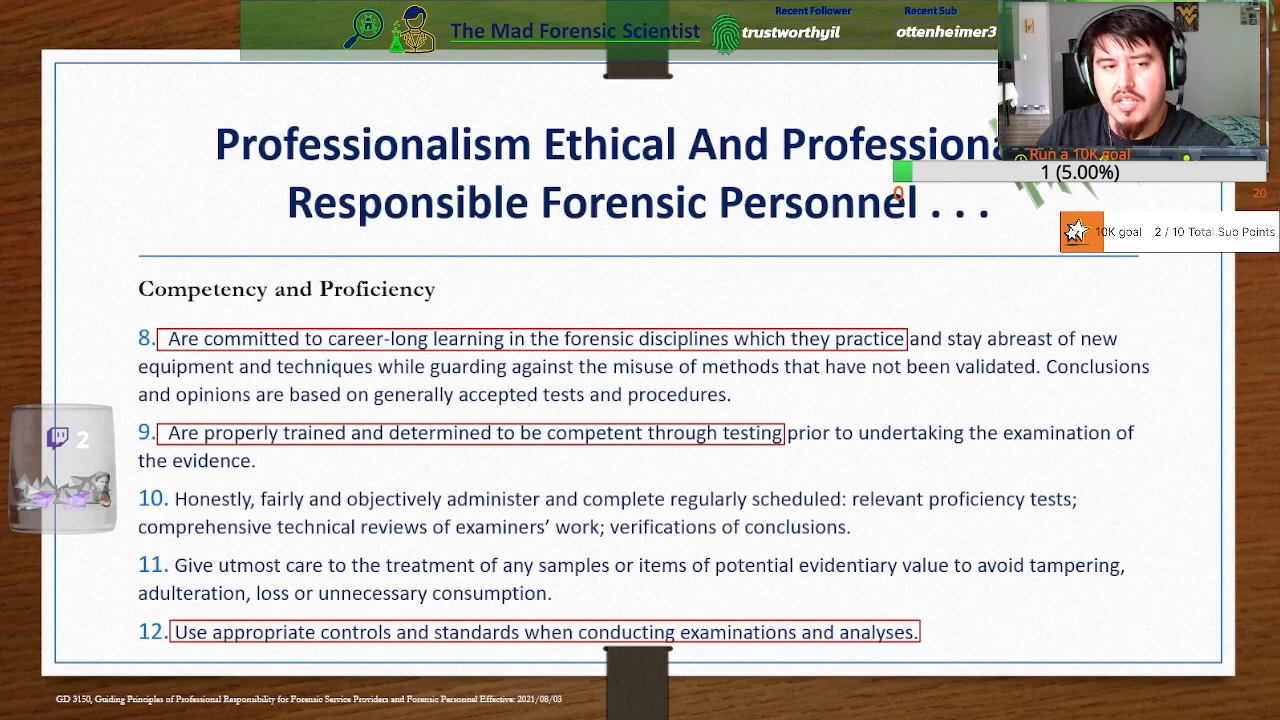 Recent Follower
Recent Sub
The Mad Forensic Scientist
trustworthyil
ottenheimer3
Professionalism Ethical And Professiona
Responsible Forensic Personnel . . .
Run a 10K goal
1 (5.00%)
0
20
10K goal 2 / 10 Total Sub Points
Competency and Proficiency
8. Are committed to career-long learning in the forensic disciplines which they practice and stay abreast of new
equipment and techniques while guarding against the misuse of methods that have not been validated. Conclusions
and opinions are based on generally accepted tests and procedures.
2
9. Are properly trained and determined to be competent through testing prior to undertaking the examination of
the evidence.
10. Honestly, fairly and objectively administer and complete regularly scheduled: relevant proficiency tests;
comprehensive technical reviews of examiners' work; verifications of conclusions.
11. Give utmost care to the treatment of any samples or items of potential evidentiary value to avoid tampering,
adulteration, loss or unnecessary consumption.
12. Use appropriate controls and standards when conducting examinations and analyses.
GD 3150, Guiding Principles of Professional Responsibility for Forensic Service Providers and Forensic Personnel Effective: 2021/08/03